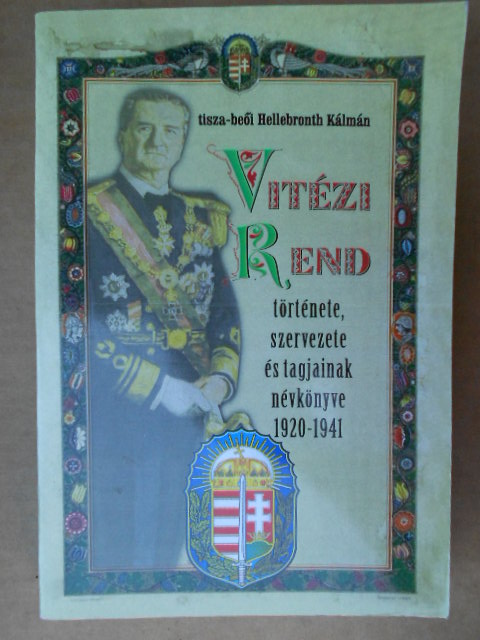 tisza-beői Hellebronth Kálmán
VITÉZI
REND
története,
szervezete
és tagjainak
névkönyve
1920-1941